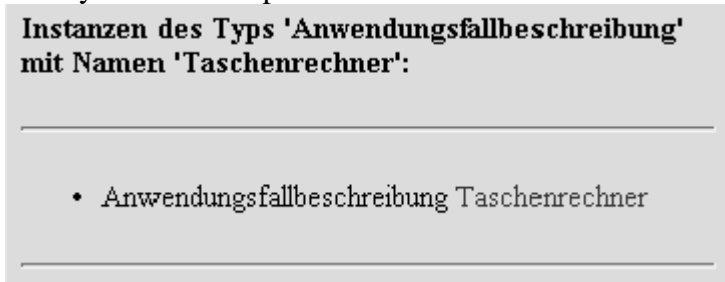 Instanzen des Typs 'Anwendungsfallbeschreibung'
mit Namen 'Taschenrechner':
• Anwendungsfallbeschreibung Taschenrechner